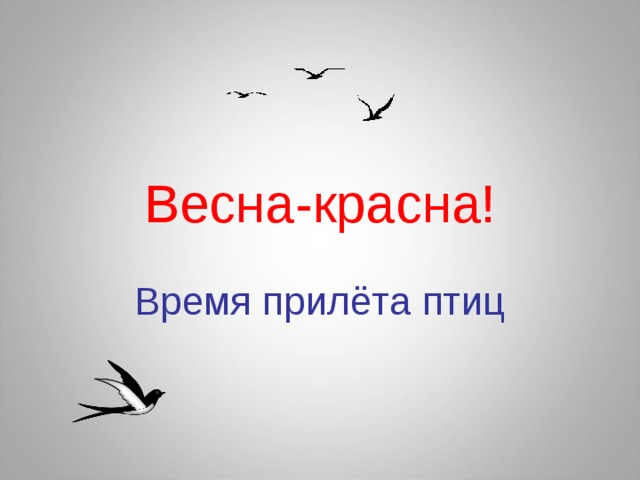 Весна-красна!
Время прилёта птиц